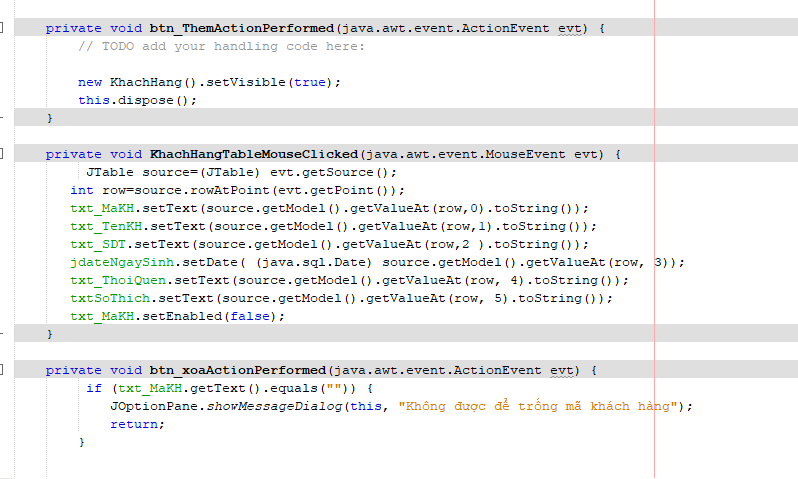 private void btn_ThemActionPerformed(java.awt.event.ActionEvent evt) {
// TODO add your handling code here:
new KhachHang().setVisible(true);
this.dispose();
}
private void KhachHangTableMouseClicked(java.awt.event.MouseEvent evt) {
JTable source=(JTable) evt.getSource();
int row=source.rowAtPoint(evt.getPoint());
txt_MaKH.setText(source.getModel().getValueAt(row,0).toString());
txt_TenKH.setText(source.getModel().getValueAt(row,1).toString());
txt_SDT.setText(source.getModel().getValueAt(row,2 ).toString());
jdateNgaySinh.setDate( (java.sql.Date) source.getModel().getValueAt(row, 3));
txt_ThoiQuen.setText(source.getModel().getValueAt(row, 4).toString());
txtSoThich.setText(source.getModel().getValueAt(row, 5).toString());
txt_MaKH.setEnabled(false);
}
private void btn_xoaActionPerformed(java.awt.event.ActionEvent evt) {
if (txt_MaKH.getText().equals("")) {
JOptionPane.showMessageDialog(this, "Không được để trống mã khách hàng");
return;
}